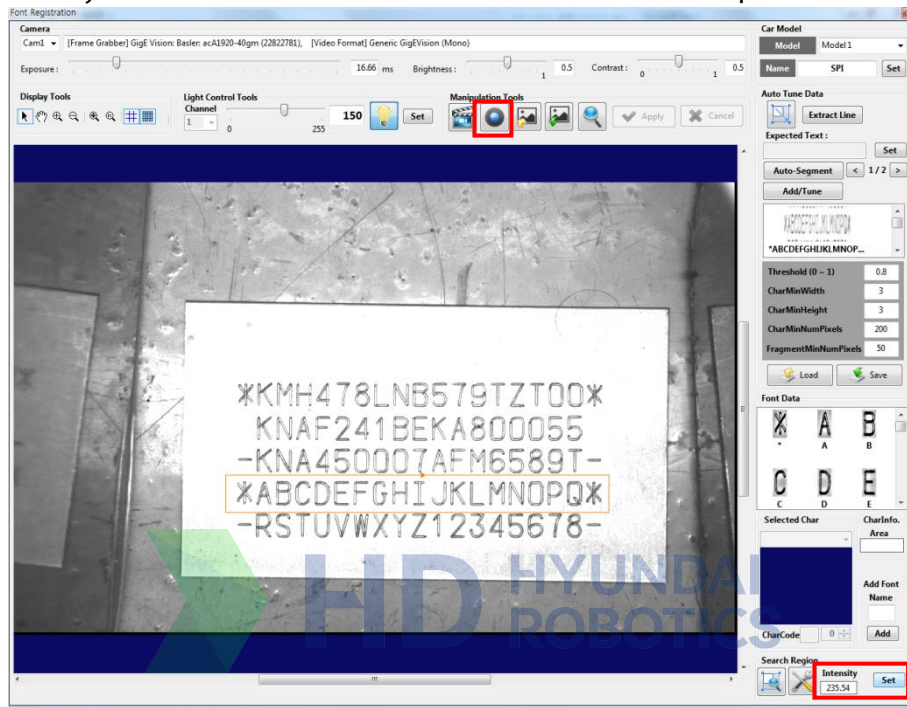 Font Registration
Camera
Cam1 [Frame Grabber] GigE Vision: Basler: acA1920-40gm (22822781), [Video Format] Generic GigEVision (Mono)
Exposure : 16.66 ms Brightness : 1 0.5 Contrast : 0 1 0.5
Display Tools
Light Control Tools
Channel
1 0 255 150 Set
Manipulation Tools
Apply Cancel
*KMH478LNB579TZT00*
KNAF241BEKA800055
-KNA450007AFM6589T-
*ABCDEFGHIJKLMNOPQ*
-RSTUVWXYZ12345678-
HD HYUNDAI
ROBOTICS
Car Model
Model Model 1
Name SPI Set
Auto Tune Data
Extract Line
Expected Text :
Set
Auto-Segment < 1 / 2 >
Add/Tune
*ABCDEFGHIJKLMNOP...
Threshold (0 ~ 1) 0.8
CharMinWidth 3
CharMinHeight 3
CharMinNumPixels 200
FragmentMinNumPixels 50
Load Save
Font Data
* A B
* A B
C D E
C D E
Selected Char CharInfo.
Area
Add Font
Name
CharCode 0 Add
Search Region
Intensity
235.54 Set